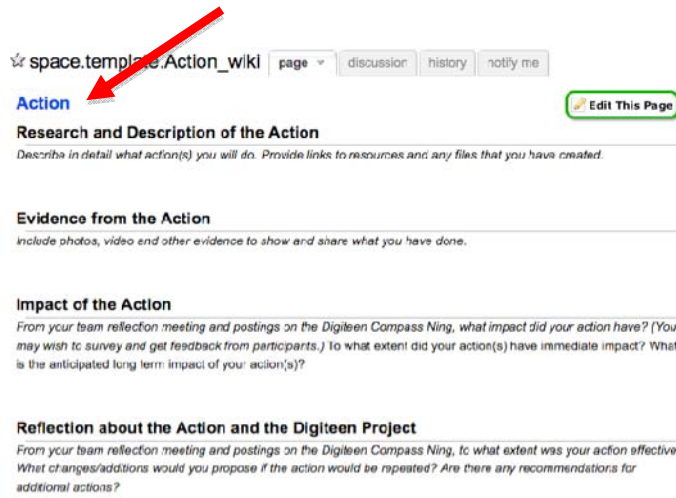 space.template.Action_wiki page discussion history notify me
Action
Edit This Page
Research and Description of the Action
Describe in detail what action(s) you will do. Provide links to resources and any files that you have created.
Evidence from the Action
Include photos, video and other evidence to show and share what you have done.
Impact of the Action
From your team reflection meeting and postings on the Digiteen Compass Ning, what impact did your action have? (You
may wish to survey and get feedback from participants.) To what extent did your action(s) have immediate impact? What
is the anticipated long term impact of your action(s)?
Reflection about the Action and the Digiteen Project
From your team reflection meeting and postings on the Digiteen Compass Ning, to what extent was your action effective
What changes/additions would you propose if the action would be repeated? Are there any recommendations for
additional actions?